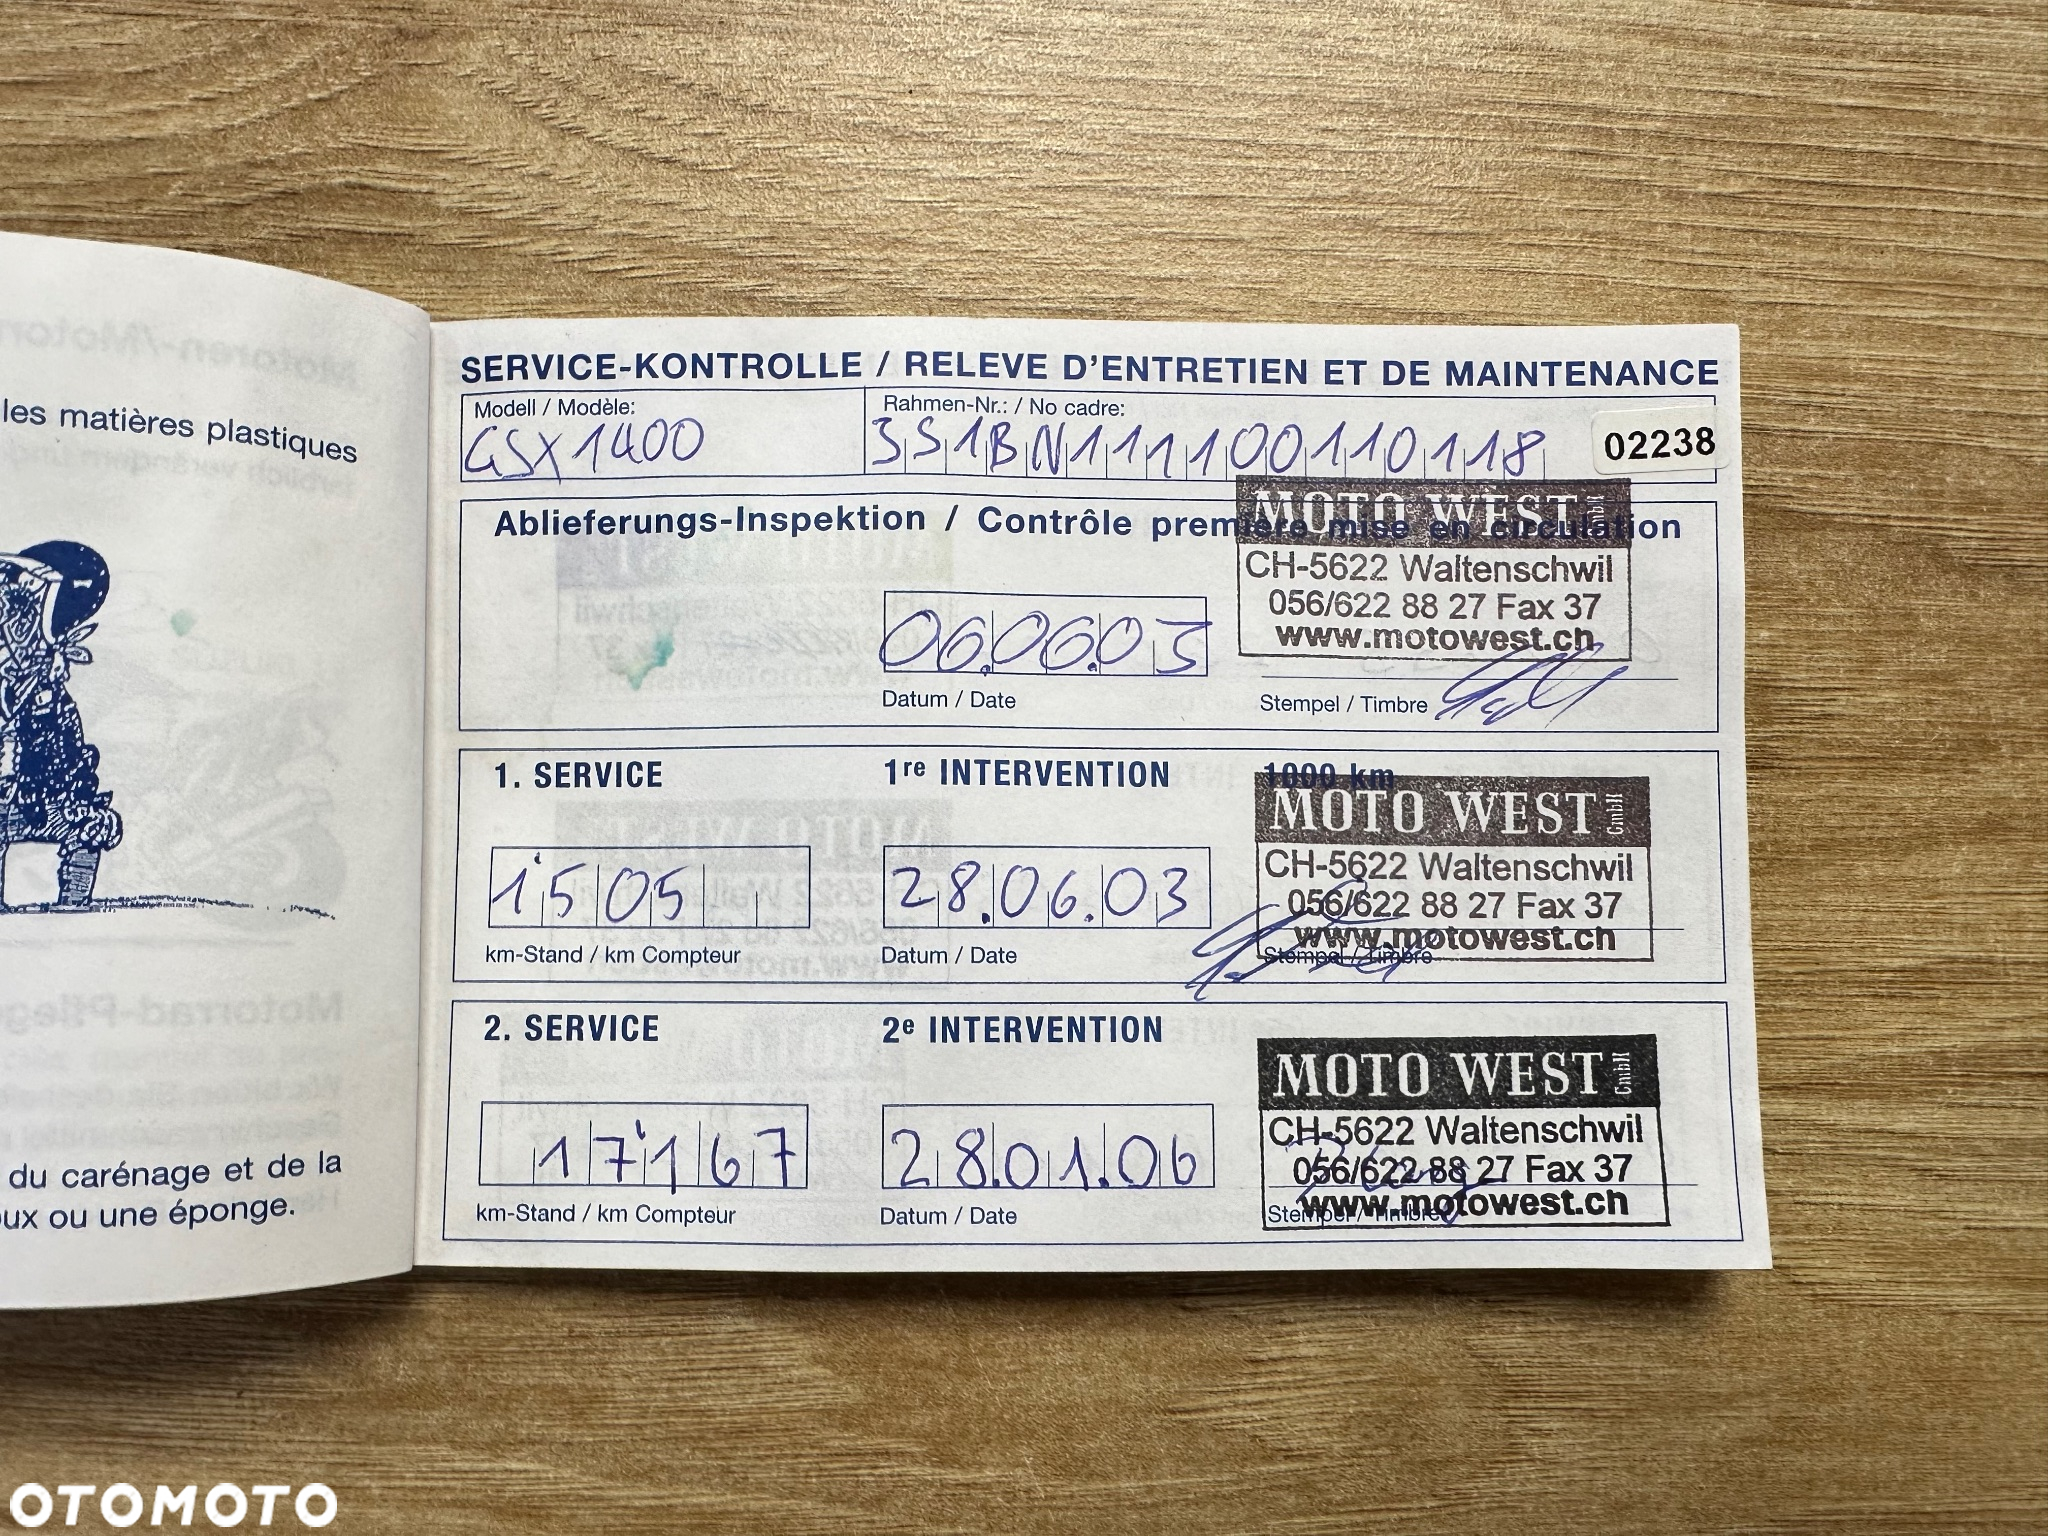 les matières plastiques
du carénage et de la
oux ou une éponge.
SERVICE-KONTROLLE / RELEVE D'ENTRETIEN ET DE MAINTENANCE
Modell / Modèle:
GSX1400
Rahmen-Nr.: / No cadre:
JS1BN111100110118
02238
Ablieferungs-Inspektion / Contrôle première mise en circulation
MOTO WEST GmbH
CH-5622 Waltenschwil
056/622 88 27 Fax 37
www.motowest.ch
06.06.03
Datum / Date
Stempel / Timbre
1. SERVICE
1re INTERVENTION
1000 km
MOTO WEST GmbH
CH-5622 Waltenschwil
056/622 88 27 Fax 37
www.motowest.ch
1'505
28.06.03
km-Stand / km Compteur
Datum / Date
Stempel / Timbre
2. SERVICE
2e INTERVENTION
MOTO WEST GmbH
CH-5622 Waltenschwil
056/622 88 27 Fax 37
www.motowest.ch
17'167
28.01.06
km-Stand / km Compteur
Datum / Date
Stempel / Timbre
OTOMOTO